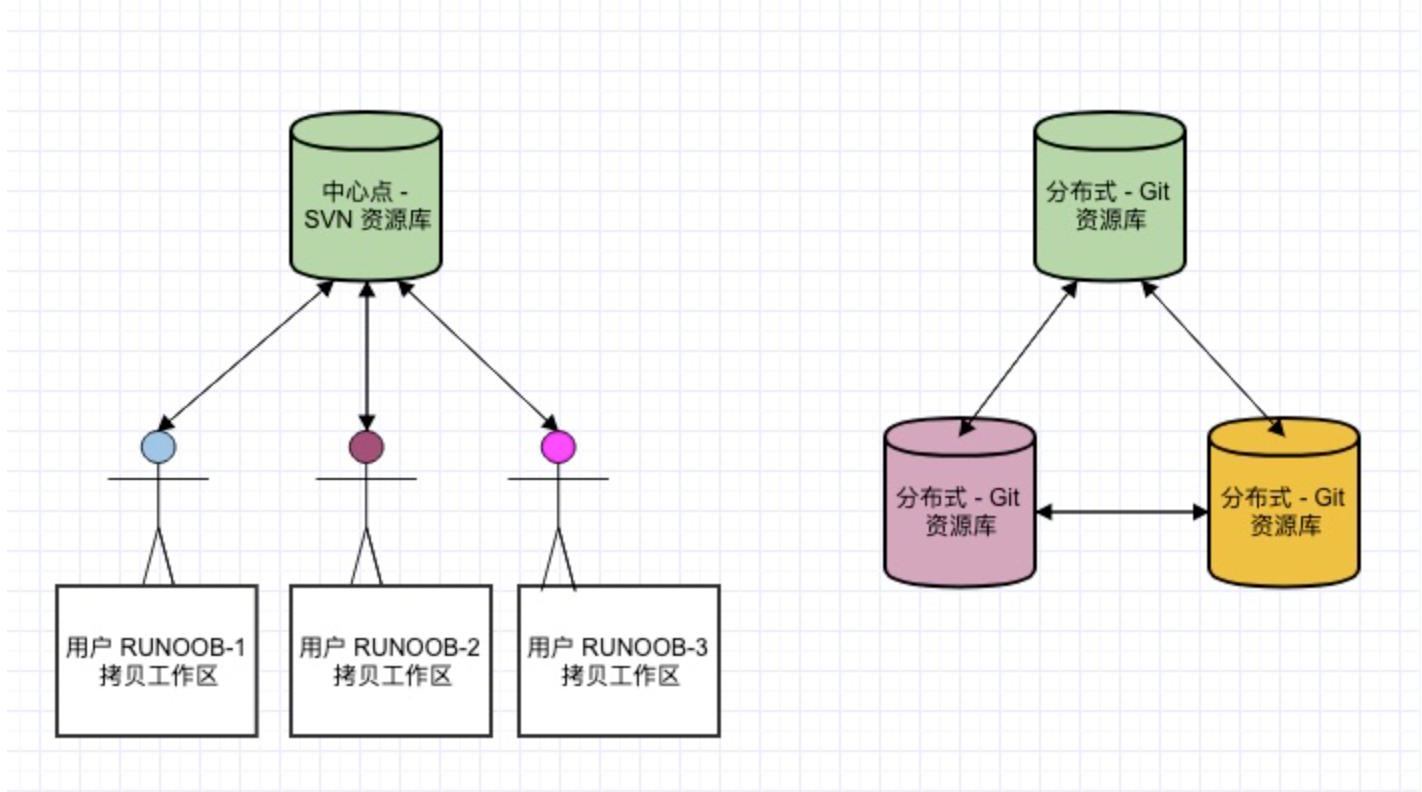 中心点 -
SVN 资源库
用户 RUNOOB-1
拷贝工作区
用户 RUNOOB-2
拷贝工作区
用户 RUNOOB-3
拷贝工作区
分布式 - Git
资源库
分布式 - Git
资源库
分布式 - Git
资源库